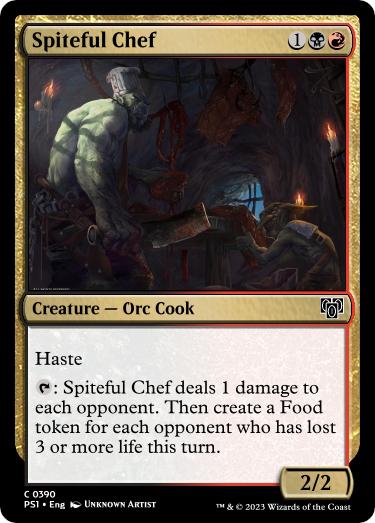 Spiteful Chef 1
Creature — Orc Cook
Haste
: Spiteful Chef deals 1 damage to
each opponent. Then create a Food
token for each opponent who has lost
3 or more life this turn.
2/2
C 0390
PS1 • Eng Unknown Artist
™ & © 2023 Wizards of the Coast